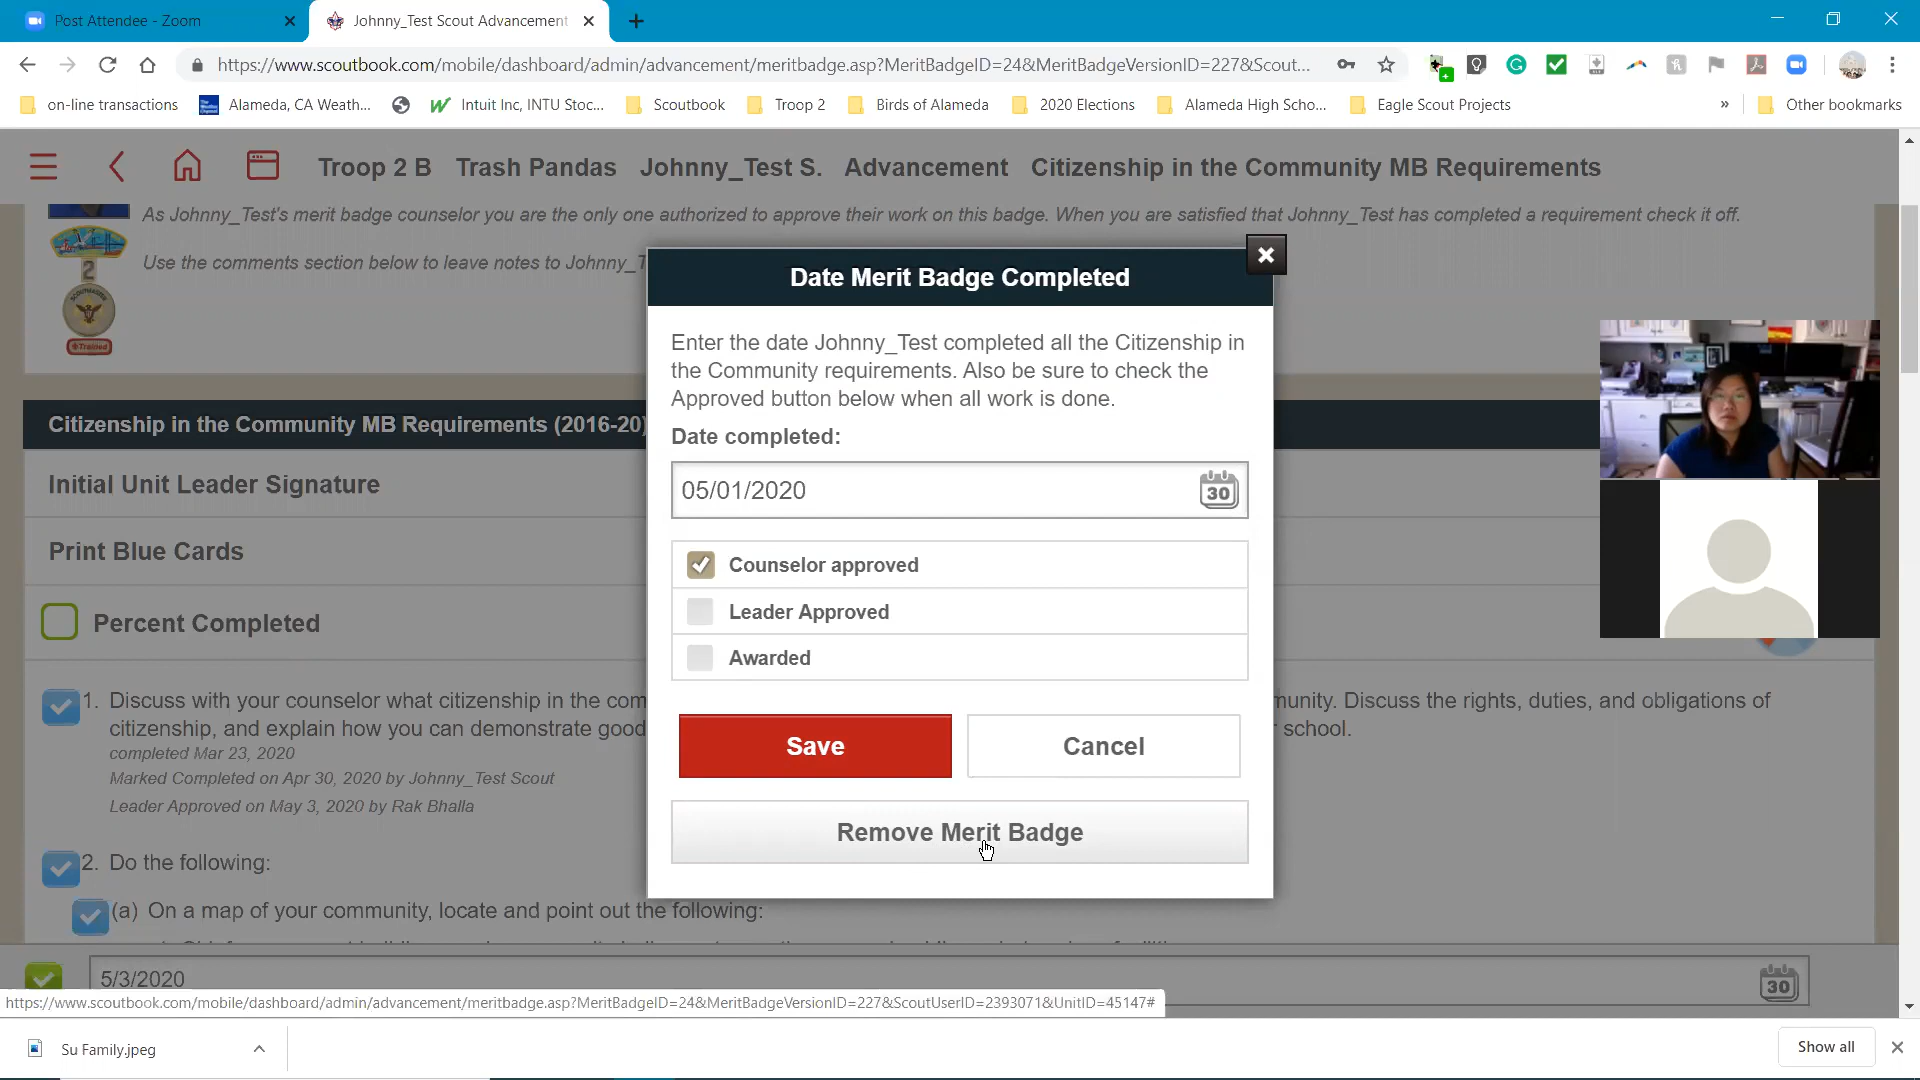 Post Attendee - Zoom
Johnny_Test Scout Advancement
https://www.scoutbook.com/mobile/dashboard/admin/advancement/meritbadge.asp?MeritBadgeID=24&MeritBadgeVersionID=227&Scout...
on-line transactions
Alameda, CA Weath...
Intuit Inc, INTU Stoc...
Scoutbook
Troop 2
Birds of Alameda
2020 Elections
Alameda High Scho...
Eagle Scout Projects
»
Other bookmarks
Troop 2 B Trash Pandas Johnny_Test S. Advancement Citizenship in the Community MB Requirements
As Johnny_Test's merit badge counselor you are the only one authorized to approve their work on this badge. When you are satisfied that Johnny_Test has completed a requirement check it off.
Use the comments section below to leave notes to Johnny_T
2
Trained
Date Merit Badge Completed
Enter the date Johnny_Test completed all the Citizenship in
the Community requirements. Also be sure to check the
Approved button below when all work is done.
Date completed:
05/01/2020
30
Counselor approved
Leader Approved
Awarded
Save
Cancel
Remove Merit Badge
Citizenship in the Community MB Requirements (2016-20)
Initial Unit Leader Signature
Print Blue Cards
Percent Completed
1. Discuss with your counselor what citizenship in the com munity. Discuss the rights, duties, and obligations of
citizenship, and explain how you can demonstrate good school.
completed Mar 23, 2020
Marked Completed on Apr 30, 2020 by Johnny_Test Scout
Leader Approved on May 3, 2020 by Rak Bhalla
2. Do the following:
(a) On a map of your community, locate and point out the following:
5/3/2020
30
https://www.scoutbook.com/mobile/dashboard/admin/advancement/meritbadge.asp?MeritBadgeID=24&MeritBadgeVersionID=227&ScoutUserID=2393071&UnitID=45147#
Su Family.jpeg
Show all